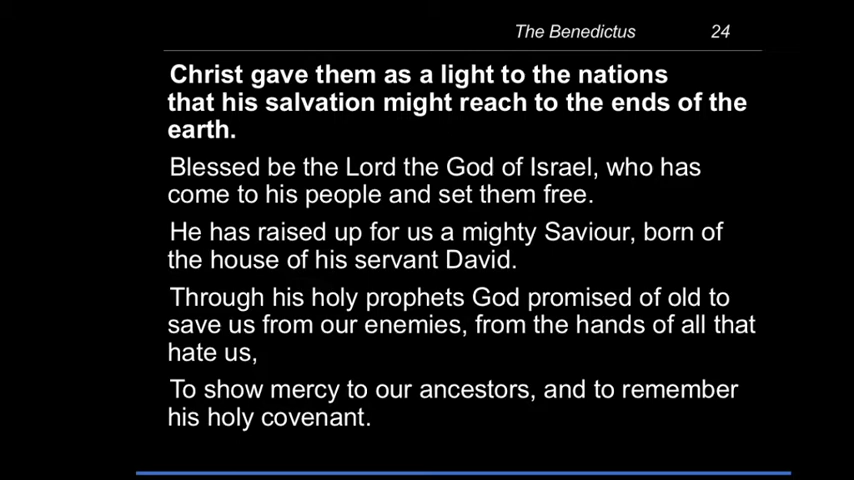 The Benedictus 24
Christ gave them as a light to the nations
that his salvation might reach to the ends of the
earth.
Blessed be the Lord the God of Israel, who has
come to his people and set them free.
He has raised up for us a mighty Saviour, born of
the house of his servant David.
Through his holy prophets God promised of old to
save us from our enemies, from the hands of all that
hate us,
To show mercy to our ancestors, and to remember
his holy covenant.